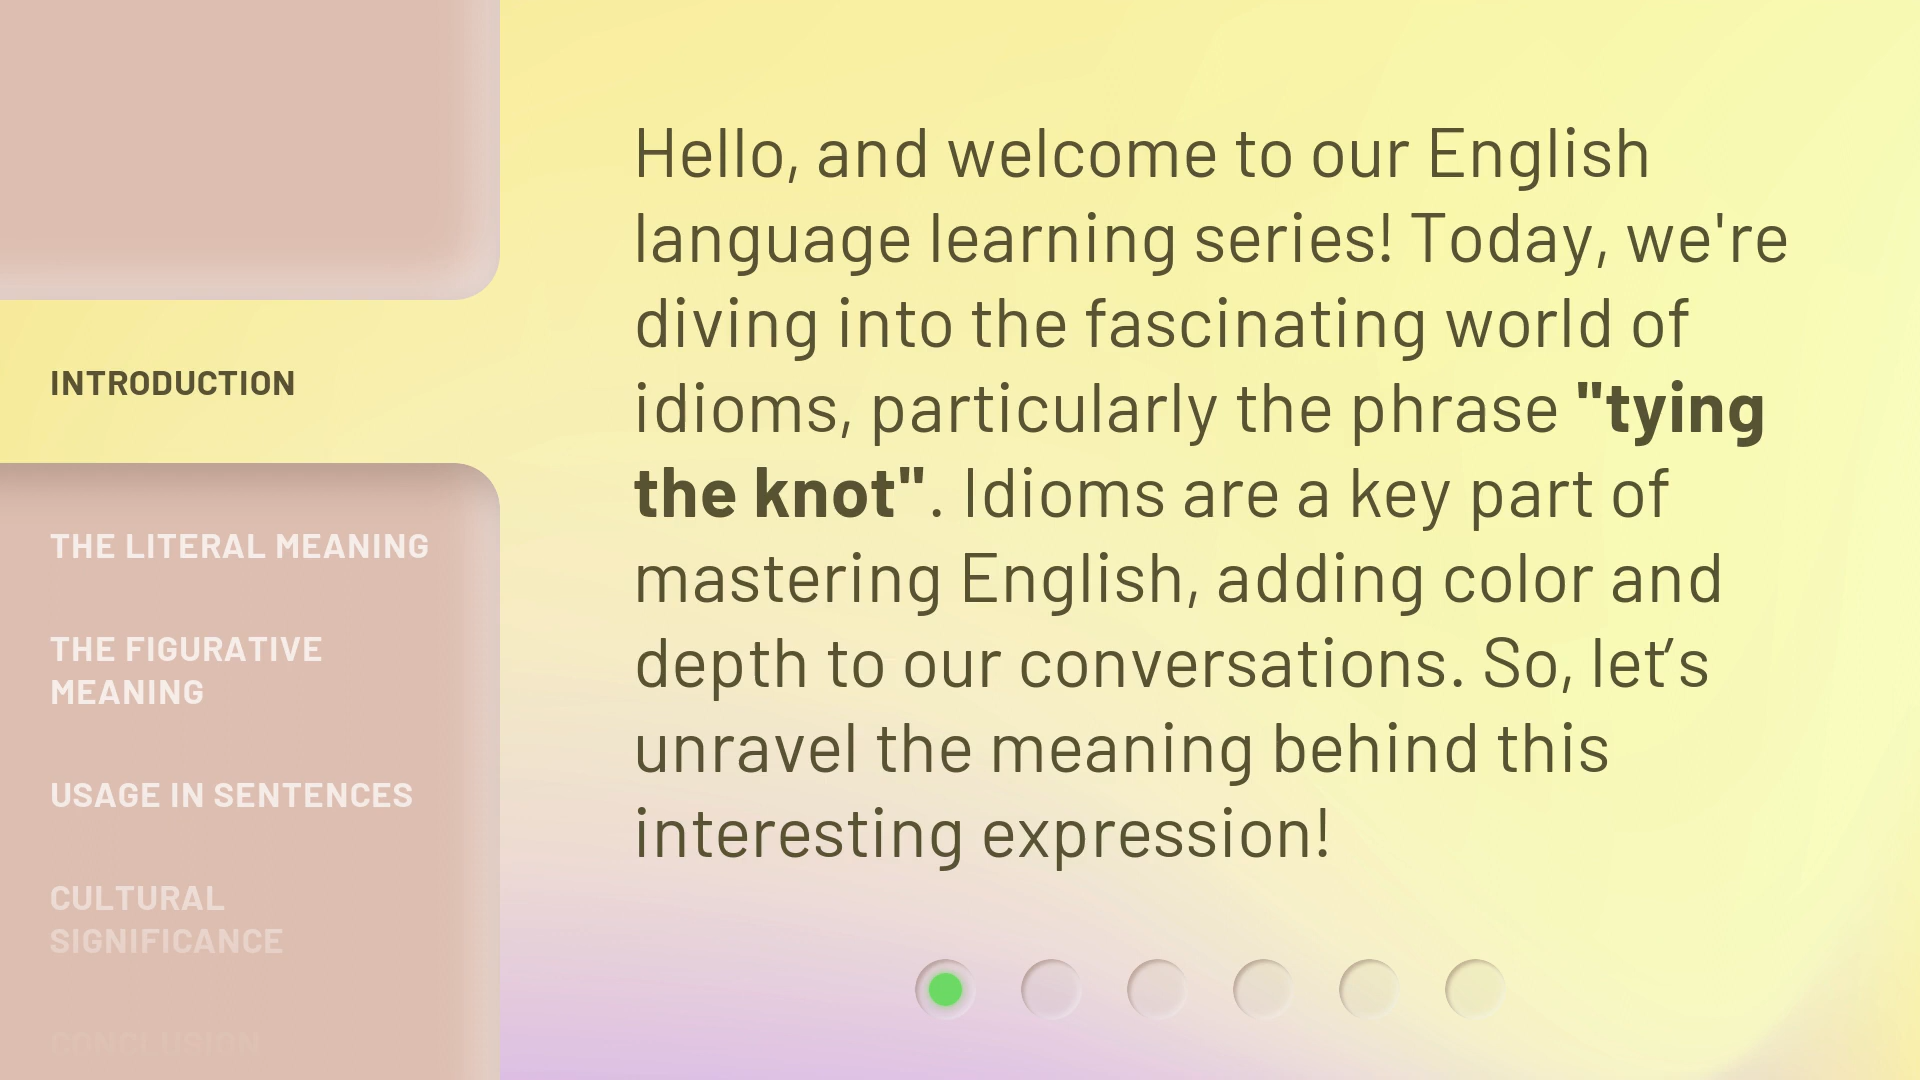 INTRODUCTION
THE LITERAL MEANING
THE FIGURATIVE
MEANING
USAGE IN SENTENCES
CULTURAL
SIGNIFICANCE
CONCLUSION
Hello, and welcome to our English
language learning series! Today, we're
diving into the fascinating world of
idioms, particularly the phrase "tying
the knot". Idioms are a key part of
mastering English, adding color and
depth to our conversations. So, let’s
unravel the meaning behind this
interesting expression!